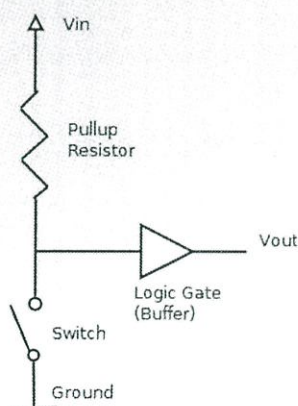 Vin
Pullup
Resistor
Vout
Logic Gate
(Buffer)
Switch
Ground